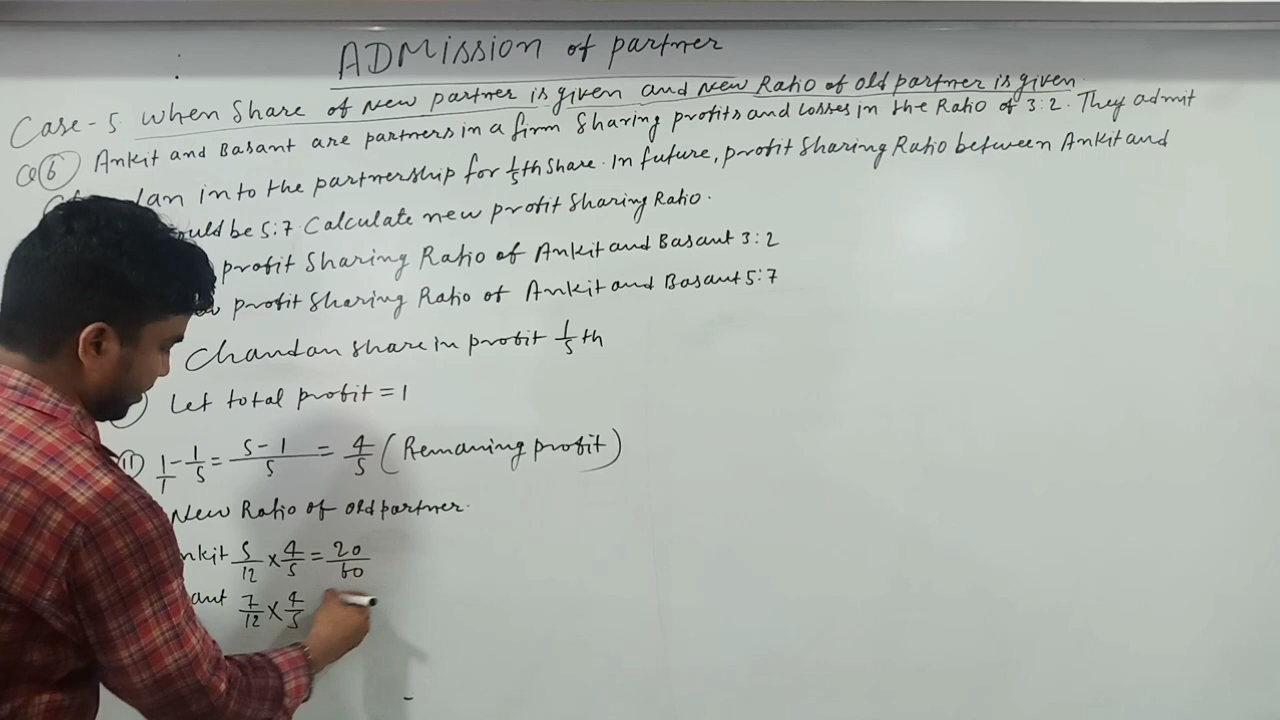 ADMission of partner
Case-5 When Share of New partner is given and New Ratio of old partner is given
Q6 Ankit and Basant are partners in a firm Sharing profits and Losses in the Ratio of 3:2. They admit
in to the partnership for 1/5th Share. In future, profit Sharing Ratio between Ankit and
be 5:7. Calculate new profit Sharing Ratio.
profit Sharing Ratio of Ankit and Basant 3:2
profit Sharing Ratio of Ankit and Basant 5:7
Chandan share in profit 1/5th
Let total profit = 1
11 1/1 - 1/5 = 5-1/5 = 4/5 (Remaning profit)
New Ratio of old partner.
nkit 5/12 × 4/5 = 20/60
ant 7/12 × 4/5